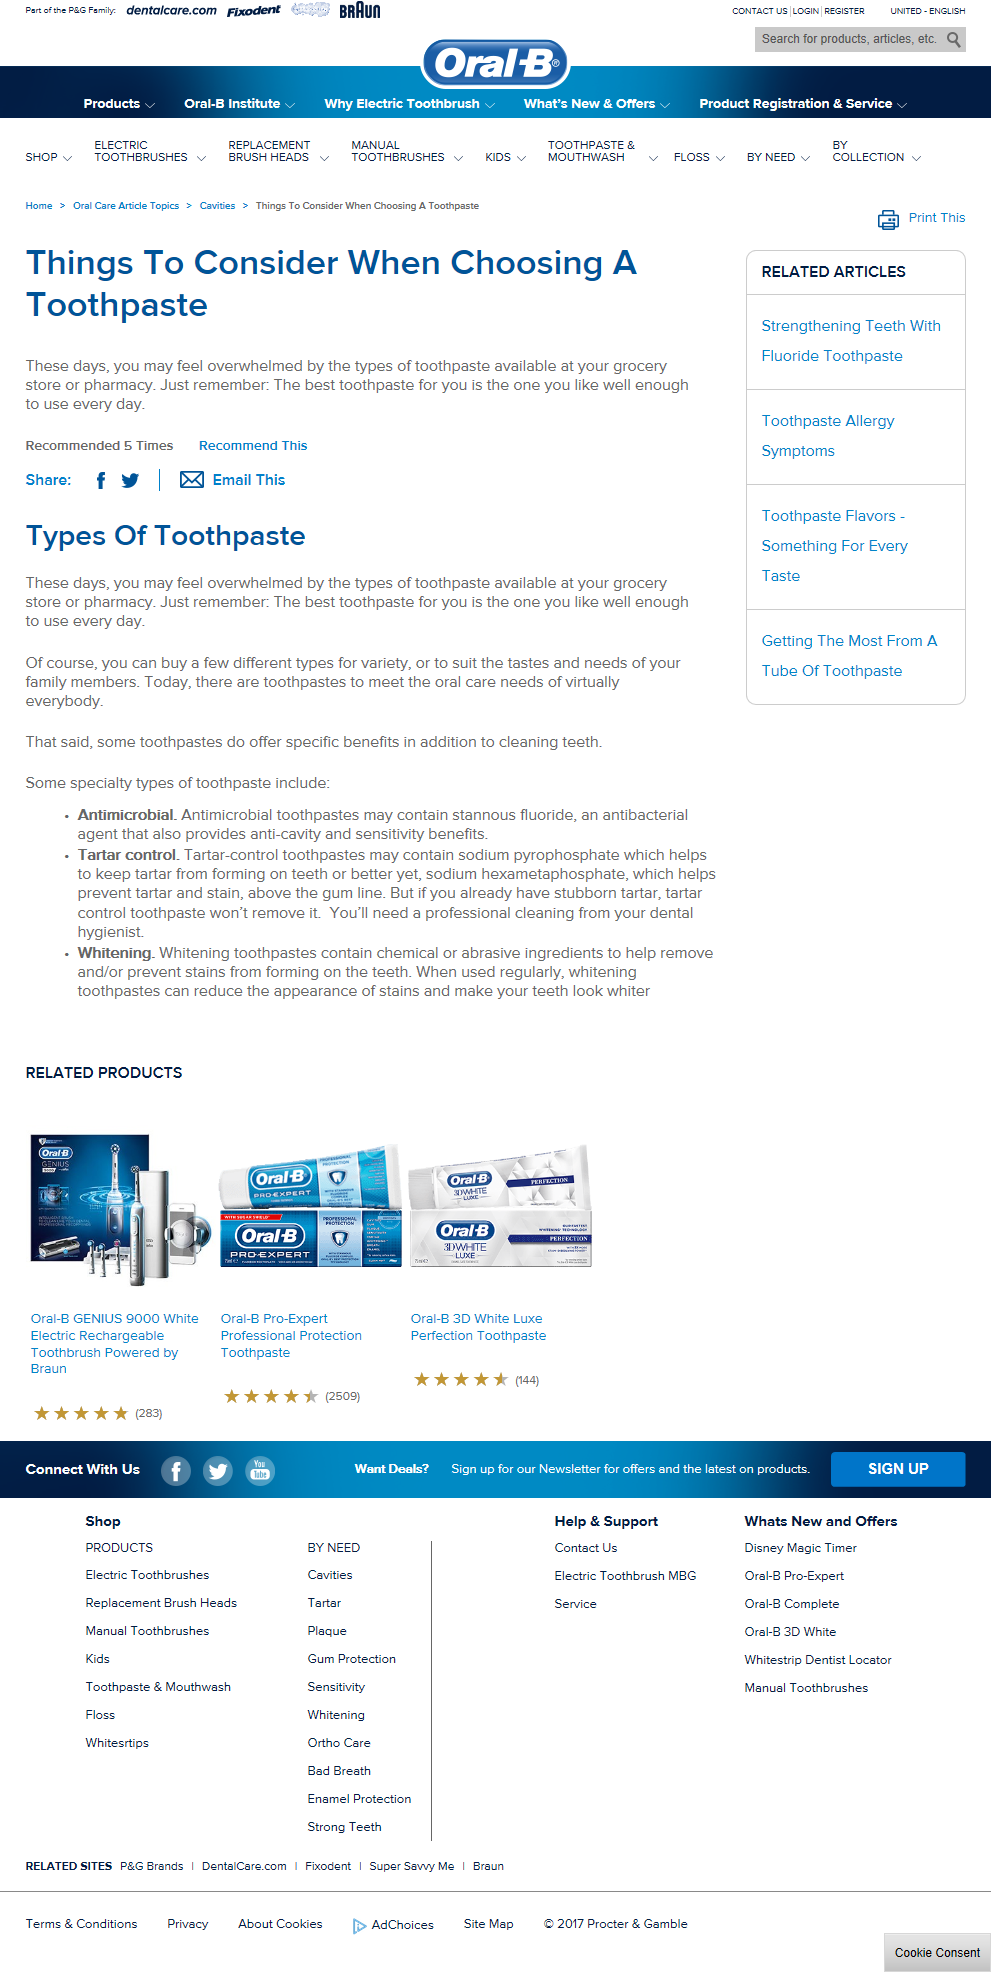 Part of the P&G Family: dentalcare.com Fixodent BRAUN
CONTACT US | LOGIN | REGISTER UNITED - ENGLISH
Search for products, articles, etc.
Oral-B®
Products Oral-B Institute Why Electric Toothbrush What's New & Offers Product Registration & Service
SHOP ELECTRIC TOOTHBRUSHES REPLACEMENT BRUSH HEADS MANUAL TOOTHBRUSHES KIDS TOOTHPASTE & MOUTHWASH FLOSS BY NEED BY COLLECTION
Home > Oral Care Article Topics > Cavities > Things To Consider When Choosing A Toothpaste
Print This
Things To Consider When Choosing A
Toothpaste
These days, you may feel overwhelmed by the types of toothpaste available at your grocery
store or pharmacy. Just remember: The best toothpaste for you is the one you like well enough
to use every day.
Recommended 5 Times Recommend This
Share: Email This
Types Of Toothpaste
These days, you may feel overwhelmed by the types of toothpaste available at your grocery
store or pharmacy. Just remember: The best toothpaste for you is the one you like well enough
to use every day.
Of course, you can buy a few different types for variety, or to suit the tastes and needs of your
family members. Today, there are toothpastes to meet the oral care needs of virtually
everybody.
That said, some toothpastes do offer specific benefits in addition to cleaning teeth.
Some specialty types of toothpaste include:
• Antimicrobial. Antimicrobial toothpastes may contain stannous fluoride, an antibacterial
agent that also provides anti-cavity and sensitivity benefits.
• Tartar control. Tartar-control toothpastes may contain sodium pyrophosphate which helps
to keep tartar from forming on teeth or better yet, sodium hexametaphosphate, which helps
prevent tartar and stain, above the gum line. But if you already have stubborn tartar, tartar
control toothpaste won't remove it. You'll need a professional cleaning from your dental
hygienist.
• Whitening. Whitening toothpastes contain chemical or abrasive ingredients to help remove
and/or prevent stains from forming on the teeth. When used regularly, whitening
toothpastes can reduce the appearance of stains and make your teeth look whiter
RELATED ARTICLES
Strengthening Teeth With
Fluoride Toothpaste
Toothpaste Allergy
Symptoms
Toothpaste Flavors -
Something For Every
Taste
Getting The Most From A
Tube Of Toothpaste
RELATED PRODUCTS
Oral-B
GENIUS
Oral-B
PRO-EXPERT
PROFESSIONAL
PROTECTION
Oral-B
PRO-EXPERT
PROFESSIONAL
PROTECTION
Oral-B
3DWHITE
LUXE
PERFECTION
Oral-B
3DWHITE
LUXE
PERFECTION
Oral-B GENIUS 9000 White
Electric Rechargeable
Toothbrush Powered by
Braun
(283)
Oral-B Pro-Expert
Professional Protection
Toothpaste
(2509)
Oral-B 3D White Luxe
Perfection Toothpaste
(144)
Connect With Us You Tube Want Deals? Sign up for our Newsletter for offers and the latest on products. SIGN UP
Shop
PRODUCTS
Electric Toothbrushes
Replacement Brush Heads
Manual Toothbrushes
Kids
Toothpaste & Mouthwash
Floss
Whitesrtips
BY NEED
Cavities
Tartar
Plaque
Gum Protection
Sensitivity
Whitening
Ortho Care
Bad Breath
Enamel Protection
Strong Teeth
Help & Support
Contact Us
Electric Toothbrush MBG
Service
Whats New and Offers
Disney Magic Timer
Oral-B Pro-Expert
Oral-B Complete
Oral-B 3D White
Whitestrip Dentist Locator
Manual Toothbrushes
RELATED SITES P&G Brands | DentalCare.com | Fixodent | Super Savvy Me | Braun
Terms & Conditions Privacy About Cookies AdChoices Site Map © 2017 Procter & Gamble
Cookie Consent